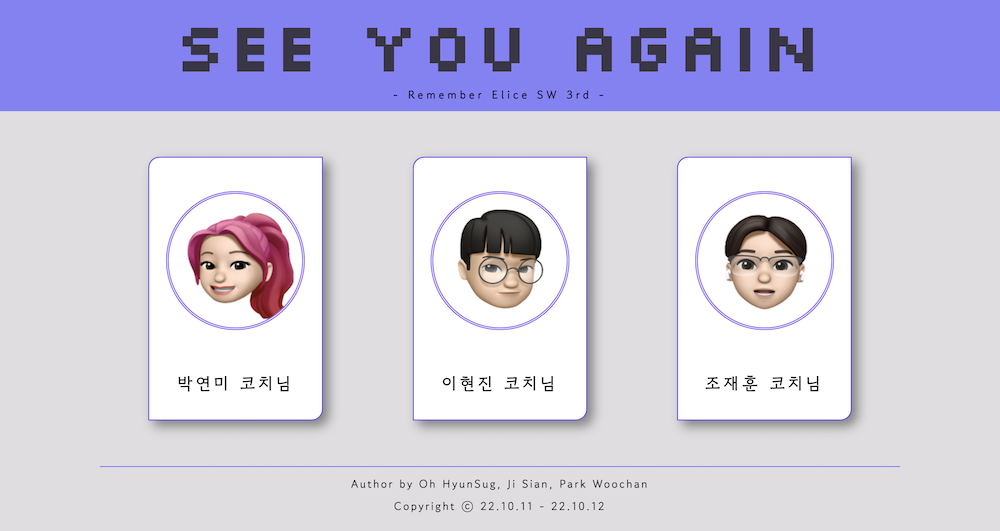 SEE YOU AGAIN
- Remember Elice SW 3rd -
박연미 코치님
이현진 코치님
조재훈 코치님
Author by Oh HyunSug, Ji Sian, Park Woochan
Copyright ⓒ 22.10.11 - 22.10.12